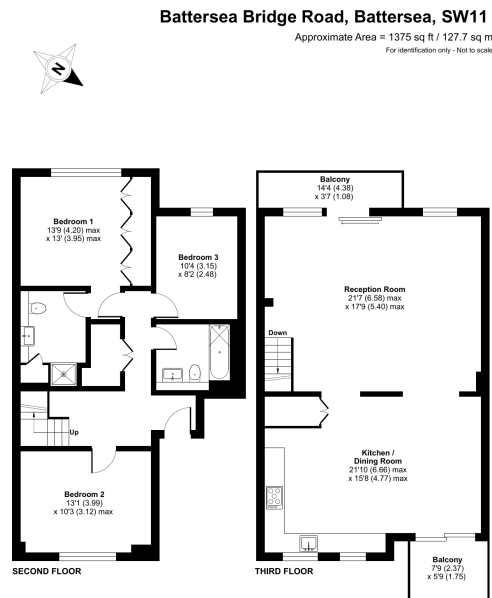 Battersea Bridge Road, Battersea, SW11
Approximate Area = 1375 sq ft / 127.7 sq m
For identification only - Not to scale
N
Balcony
14'4 (4.38)
x 3'7 (1.08)
Bedroom 1
13'9 (4.20) max
x 13' (3.95) max
Bedroom 3
10'4 (3.15)
x 8'2 (2.48)
Reception Room
21'7 (6.58) max
x 17'9 (5.40) max
Down
Up
Kitchen /
Dining Room
21'10 (6.66) max
x 15'8 (4.77) max
Bedroom 2
13'1 (3.99)
x 10'3 (3.12) max
Balcony
7'9 (2.37)
x 5'9 (1.75)
SECOND FLOOR
THIRD FLOOR